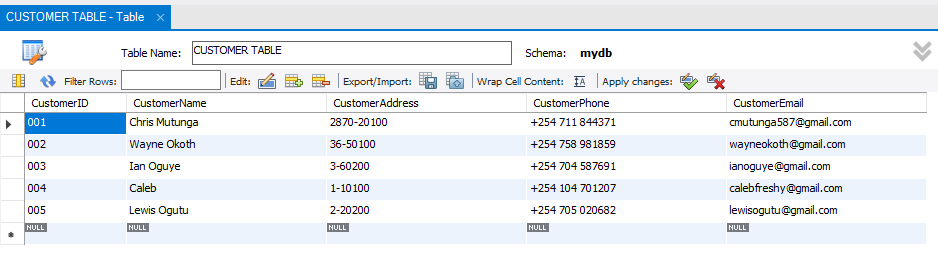 CUSTOMER TABLE - Table ×
Table Name: CUSTOMER TABLE Schema: mydb
Filter Rows: Edit: Export/Import: Wrap Cell Content: IA Apply changes:
CustomerID CustomerName CustomerAddress CustomerPhone CustomerEmail
001 Chris Mutunga 2870-20100 +254 711 844371 cmutunga587@gmail.com
002 Wayne Okoth 36-50100 +254 758 981859 wayneokoth@gmail.com
003 Ian Oguye 3-60200 +254 704 587691 ianoguye@gmail.com
004 Caleb 1-10100 +254 104 701207 calebfreshy@gmail.com
005 Lewis Ogutu 2-20200 +254 705 020682 lewisogutu@gmail.com
NULL NULL NULL NULL NULL